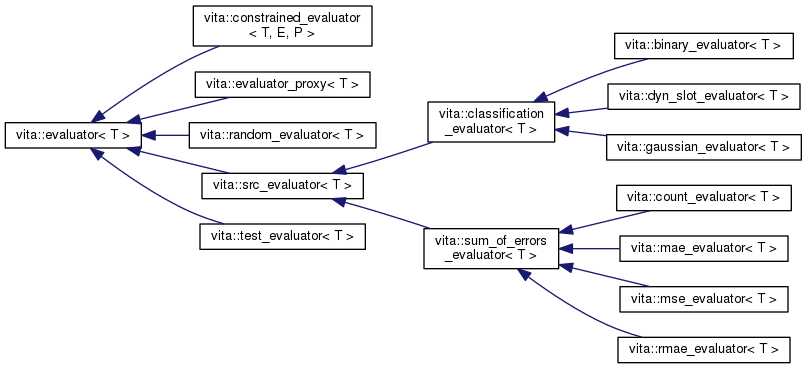 vita::constrained_evaluator
< T, E, P >
vita::evaluator_proxy< T >
vita::evaluator< T >
vita::random_evaluator< T >
vita::src_evaluator< T >
vita::test_evaluator< T >
vita::classification
_evaluator< T >
vita::sum_of_errors
_evaluator< T >
vita::binary_evaluator< T >
vita::dyn_slot_evaluator< T >
vita::gaussian_evaluator< T >
vita::count_evaluator< T >
vita::mae_evaluator< T >
vita::mse_evaluator< T >
vita::rmae_evaluator< T >